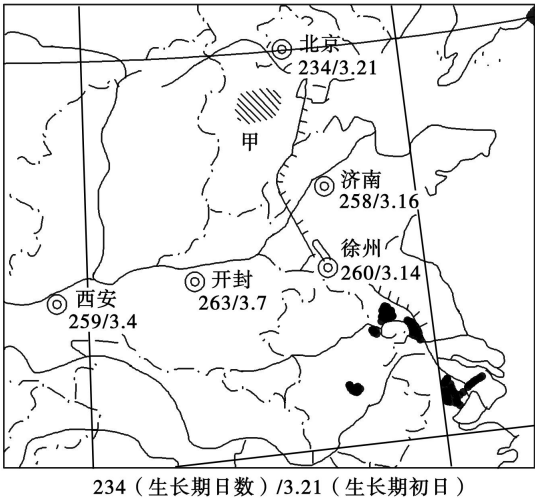 北京
234/3.21
甲
济南
258/3.16
徐州
260/3.14
开封
263/3.7
西安
259/3.4
234（生长期日数）/3.21（生长期初日）